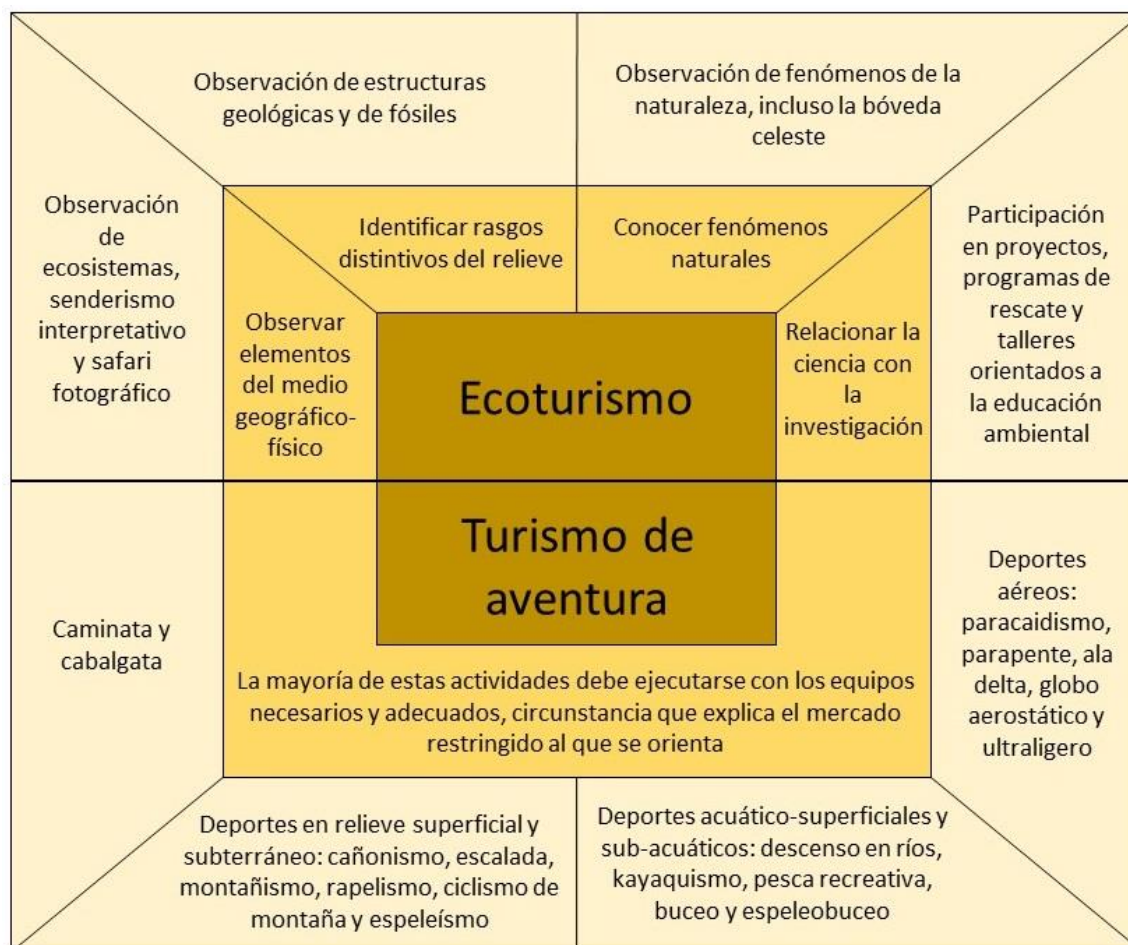 Observación de estructuras
geológicas y de fósiles
Observación de fenómenos de la
naturaleza, incluso la bóveda
celeste
Observación
de
ecosistemas,
senderismo
interpretativo
y safari
fotográfico
Identificar rasgos
distintivos del relieve
Conocer fenómenos
naturales
Participación
en proyectos,
programas de
rescate y
talleres
orientados a
la educación
ambiental
Observar
elementos
del medio
geográfico-
físico
Ecoturismo
Relacionar la
ciencia con
la
investigación
Turismo de
aventura
Caminata y
cabalgata
Deportes
aéreos:
paracaidismo,
parapente, ala
delta, globo
aerostático y
ultraligero
La mayoría de estas actividades debe ejecutarse con los equipos
necesarios y adecuados, circunstancia que explica el mercado
restringido al que se orienta
Deportes en relieve superficial y
subterráneo: cañonismo, escalada,
montañismo, rapelismo, ciclismo de
montaña y espeleísmo
Deportes acuático-superficiales y
sub-acuáticos: descenso en ríos,
kayaquismo, pesca recreativa,
buceo y espeleobuceo